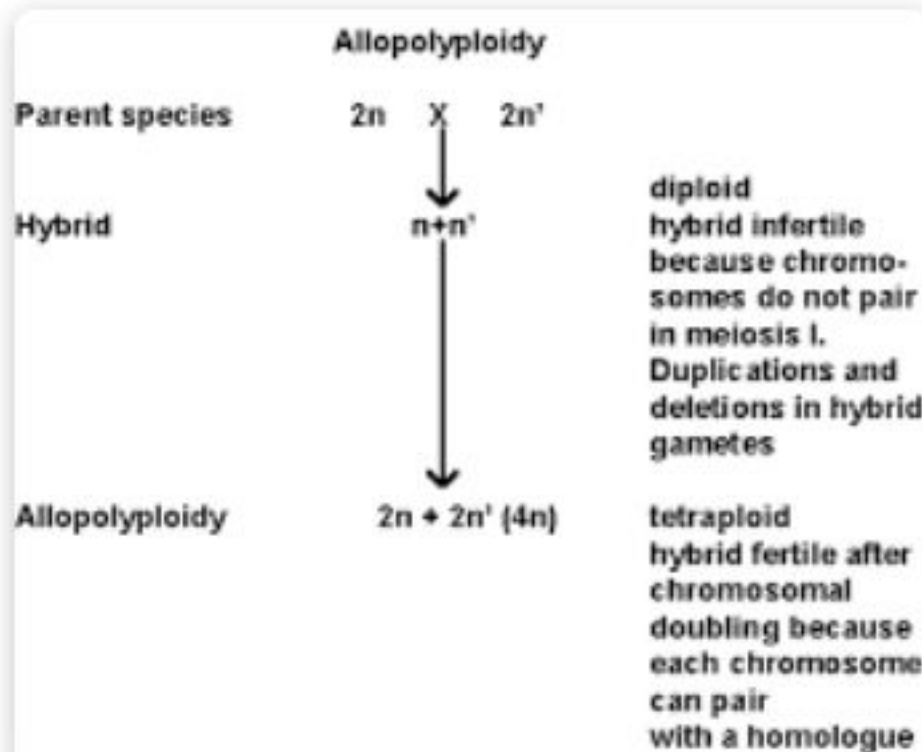 Allopolyploidy
Parent species 2n X 2n'
Hybrid n+n'
diploid
hybrid infertile
because chromo-
somes do not pair
in meiosis I.
Duplications and
deletions in hybrid
gametes
Allopolyploidy 2n + 2n' (4n) tetraploid
hybrid fertile after
chromosomal
doubling because
each chromosome
can pair
with a homologue